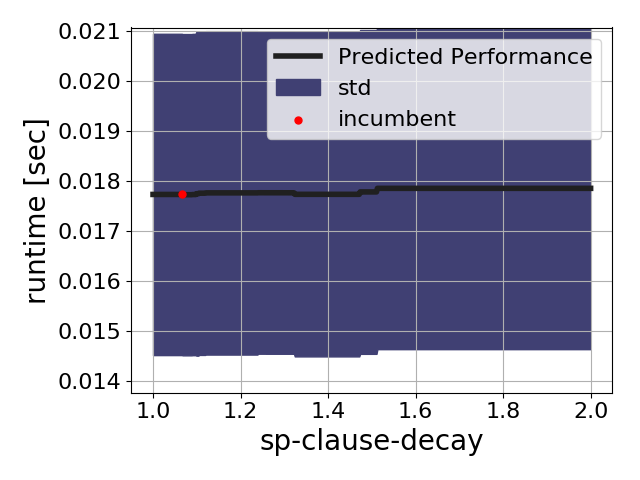 0.021
0.020
0.019
0.018
0.017
0.016
0.015
0.014
runtime [sec]
Predicted Performance
std
incumbent
1.0 1.2 1.4 1.6 1.8 2.0
sp-clause-decay